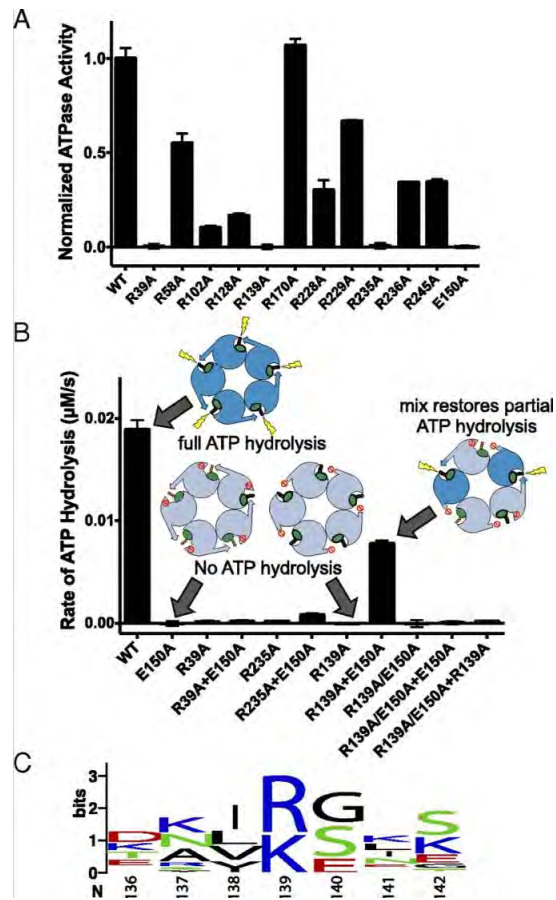 A
Normalized ATPase Activity
1.0
0.5
0.0
WT
R39A
R58A
R102A
R128A
R139A
R170A
R228A
R229A
R235A
R236A
R245A
E150A
B
Rate of ATP Hydrolysis (µM/s)
0.02
0.01
0.00
full ATP hydrolysis
mix restores partial
ATP hydrolysis
No ATP hydrolysis
WT
E150A
R39A
R39A+E150A
R235A
R235A+E150A
R139A
R139A+E150A
R139A/E150A
R139A/E150A+E150A
R139A/E150A+R139A
C
bits
3
2
1
0
D
K
I
R
G
S
K
N
L
K
S
K
K
A
V
E
N
E
N
136
137
138
139
140
141
142